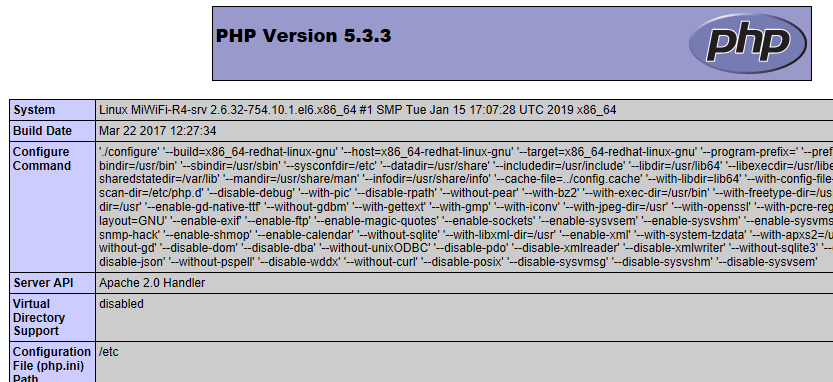 PHP Version 5.3.3
php
System
Linux MiWiFi-R4-srv 2.6.32-754.10.1.el6.x86_64 #1 SMP Tue Jan 15 17:07:28 UTC 2019 x86_64
Build Date
Mar 22 2017 12:27:34
Configure
Command
'./configure' '--build=x86_64-redhat-linux-gnu' '--host=x86_64-redhat-linux-gnu' '--target=x86_64-redhat-linux-gnu' '--program-prefix=' '--pref
bindir=/usr/bin' '--sbindir=/usr/sbin' '--sysconfdir=/etc' '--datadir=/usr/share' '--includedir=/usr/include' '--libdir=/usr/lib64' '--libexecdir=/usr/libe
sharedstatedir=/var/lib' '--mandir=/usr/share/man' '--infodir=/usr/share/info' '--cache-file=../config.cache' '--with-libdir=lib64' '--with-config-file-
scan-dir=/etc/php.d' '--disable-debug' '--with-pic' '--disable-rpath' '--without-pear' '--with-bz2' '--with-exec-dir=/usr/bin' '--with-freetype-dir=/us
dir=/usr' '--enable-gd-native-ttf' '--without-gdbm' '--with-gettext' '--with-gmp' '--with-iconv' '--with-jpeg-dir=/usr' '--with-openssl' '--with-pcre-reg
layout=GNU' '--enable-exif' '--enable-ftp' '--enable-magic-quotes' '--enable-sockets' '--enable-sysvsem' '--enable-sysvshm' '--enable-sysvms
snmp-hack' '--enable-shmop' '--enable-calendar' '--without-sqlite' '--with-libxml-dir=/usr' '--enable-xml' '--with-system-tzdata' '--with-apxs2=/u
without-gd' '--disable-dom' '--disable-dba' '--without-unixODBC' '--disable-pdo' '--disable-xmlreader' '--disable-xmlwriter' '--without-sqlite3' '--
disable-json' '--without-pspell' '--disable-wddx' '--without-curl' '--disable-posix' '--disable-sysvmsg' '--disable-sysvshm' '--disable-sysvsem'
Server API
Apache 2.0 Handler
Virtual
Directory
Support
disabled
Configuration
File (php.ini)
Path
/etc